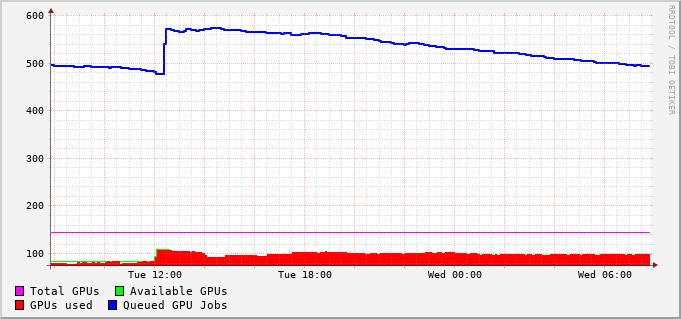 600
500
400
300
200
100
Tue 12:00 Tue 18:00 Wed 00:00 Wed 06:00
Total GPUs Available GPUs
GPUs used Queued GPU Jobs
RRDTOOL / TOBI OETIKER